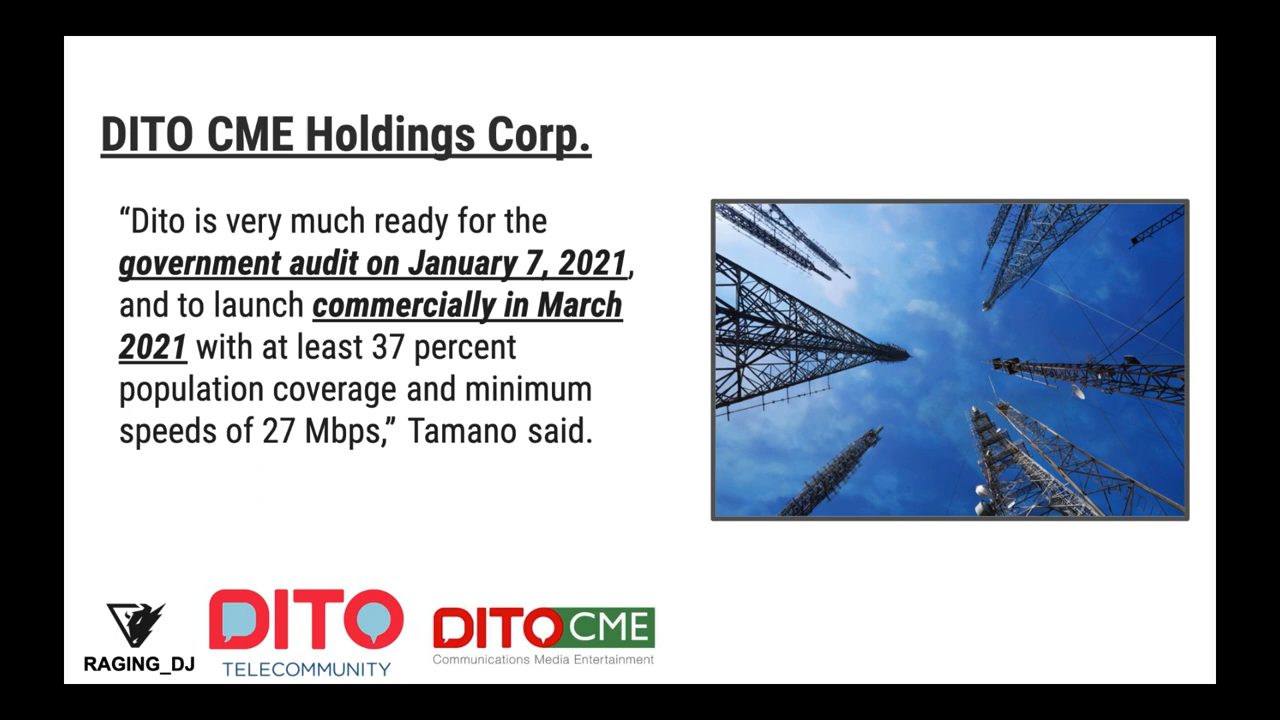 DITO CME Holdings Corp.
“Dito is very much ready for the
government audit on January 7, 2021,
and to launch commercially in March
2021 with at least 37 percent
population coverage and minimum
speeds of 27 Mbps,” Tamano said.
RAGING_DJ
DITO
TELECOMMUNITY
DITO CME
Communications Media Entertainment